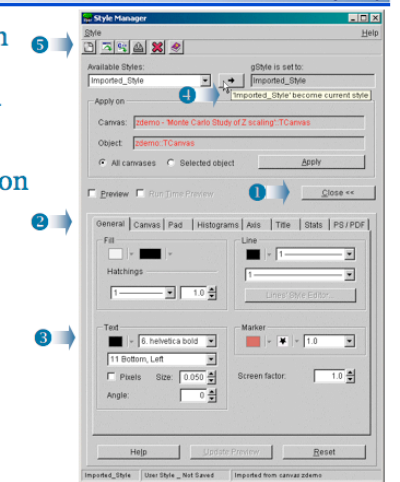 Style Manager
n
Style Help
5
Available Styles: gStyle is set to:
Imported_Style Imported_Style
4
'Imported_Style' become current style
Apply on
Canvas: zdemo - 'Monte Carlo Study of Z scaling'::TCanvas
Object: zdemo::TCanvas
on
All canvases Selected object Apply
Preview Run Time Preview
1
Close <<
2
General Canvas Pad Histograms Axis Title Stats PS / PDF
Fill Line
1
Hatchings
1
1 1.0
Lines' Style Editor...
3
Text Marker
6. helvetica bold 1.0
11 Bottom, Left
Pixels Size: 0.050 Screen factor: 1.0
Angle: 0
Help Update Preview Reset
Imported_Style User Style _ Not Saved Imported from canvas zdemo